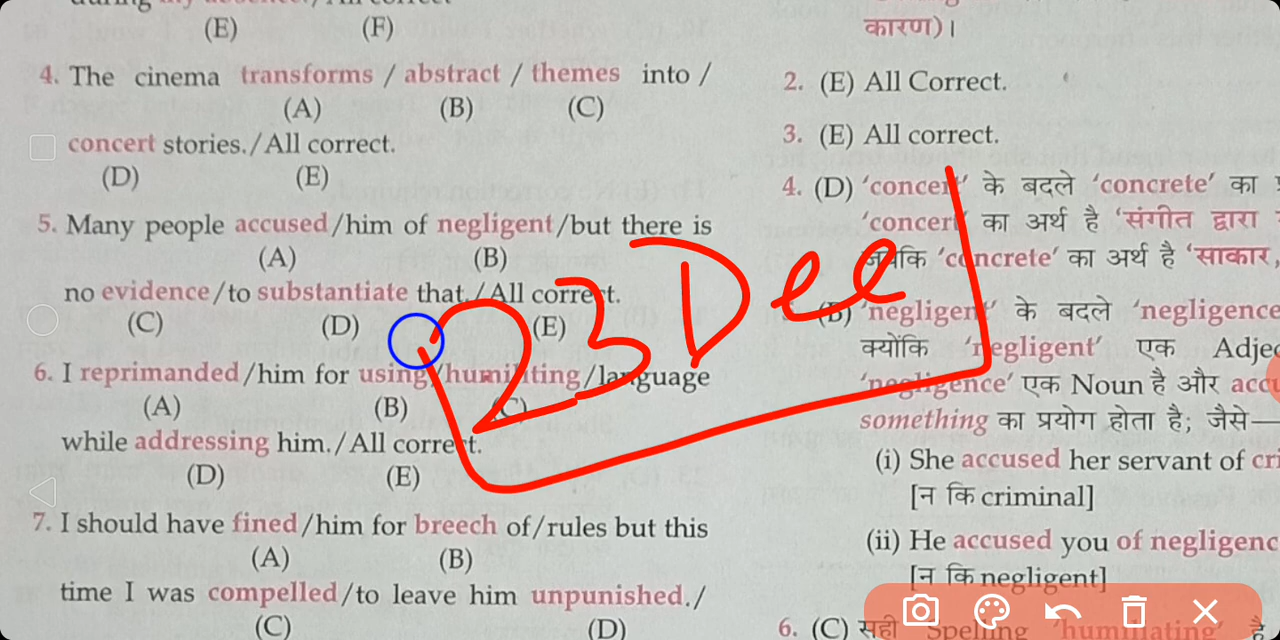 (E) (F)
4. The cinema transforms / abstract / themes into /
(A) (B) (C)
concert stories./All correct.
(D) (E)
5. Many people accused/him of negligent/but there is
(A) (B)
no evidence/to substantiate that./All correct.
(C) (D) (E)
6. I reprimanded/him for using/humiliting/language
(A) (B) (C)
while addressing him./All correct.
(D) (E)
7. I should have fined/him for breech of/rules but this
(A) (B)
time I was compelled/to leave him unpunished./
(C) (D)
कारण)।
2. (E) All Correct.
3. (E) All correct.
4. (D) 'concert' के बदले 'concrete' का
'concert' का अर्थ है 'संगीत द्वारा
जबकि 'concrete' का अर्थ है 'साकार,
(B) 'negligent' के बदले 'negligence
क्योंकि 'negligent' एक Adjec
'negligence' एक Noun है और accu
something का प्रयोग होता है; जैसे—
(i) She accused her servant of cri
[न कि criminal]
(ii) He accused you of negligenc
[न कि negligent]
6. (C) सही Spelling 'humiliating' है
23 Dec